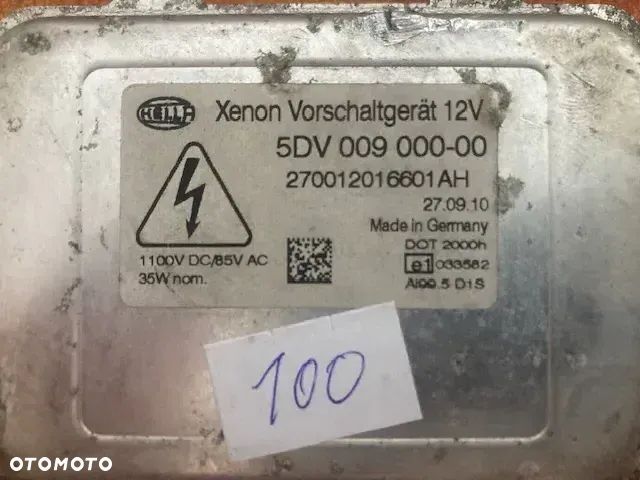 HELLA
Xenon Vorschaltgerät 12V
5DV 009 000-00
270012016601AH
27.09.10
Made in Germany
1100V DC/85V AC
35W nom.
DOT 2000h
e1 033562
Al99.5 D1S
100
OTOMOTO